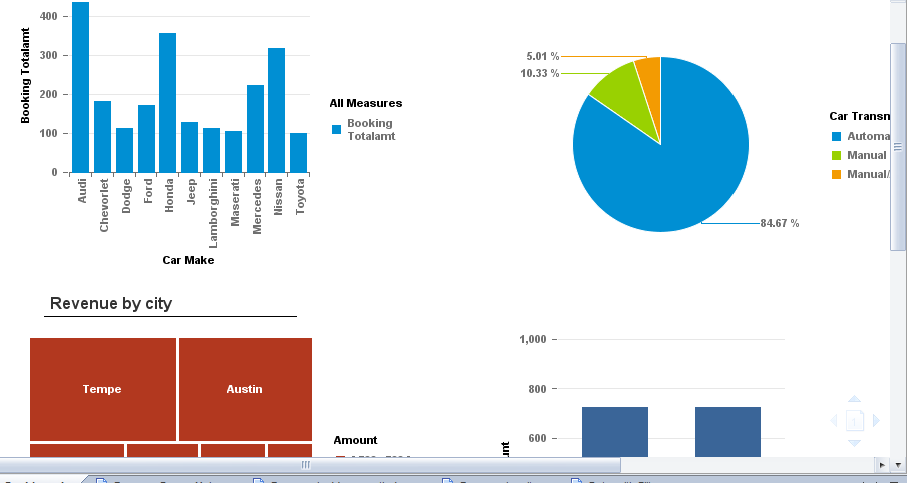 400
300
200
100
0
Booking Totalamt
Audi
Chevorlet
Dodge
Ford
Honda
Jeep
Lamborghini
Maserati
Mercedes
Nissan
Toyota
Car Make
All Measures
Booking
Totalamt
5.01 %
10.33 %
84.67 %
Car Transn
Automa
Manual
Manual/
Revenue by city
Tempe
Austin
Amount
1,000
800
600